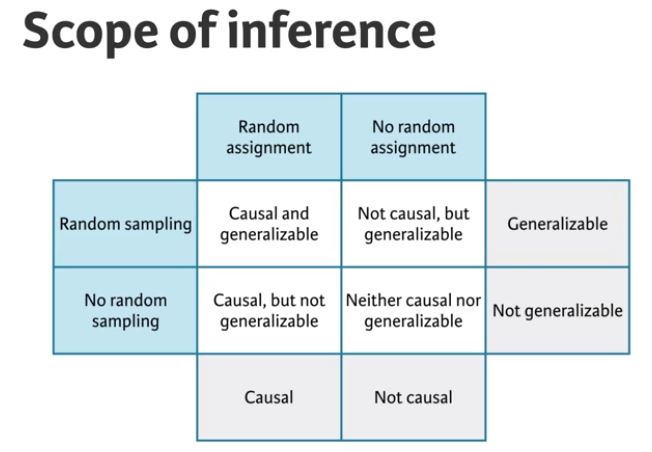 Scope of inference
Random
assignment
No random
assignment
Random sampling
Causal and
generalizable
Not causal, but
generalizable
Generalizable
No random
sampling
Causal, but not
generalizable
Neither causal nor
generalizable
Not generalizable
Causal
Not causal